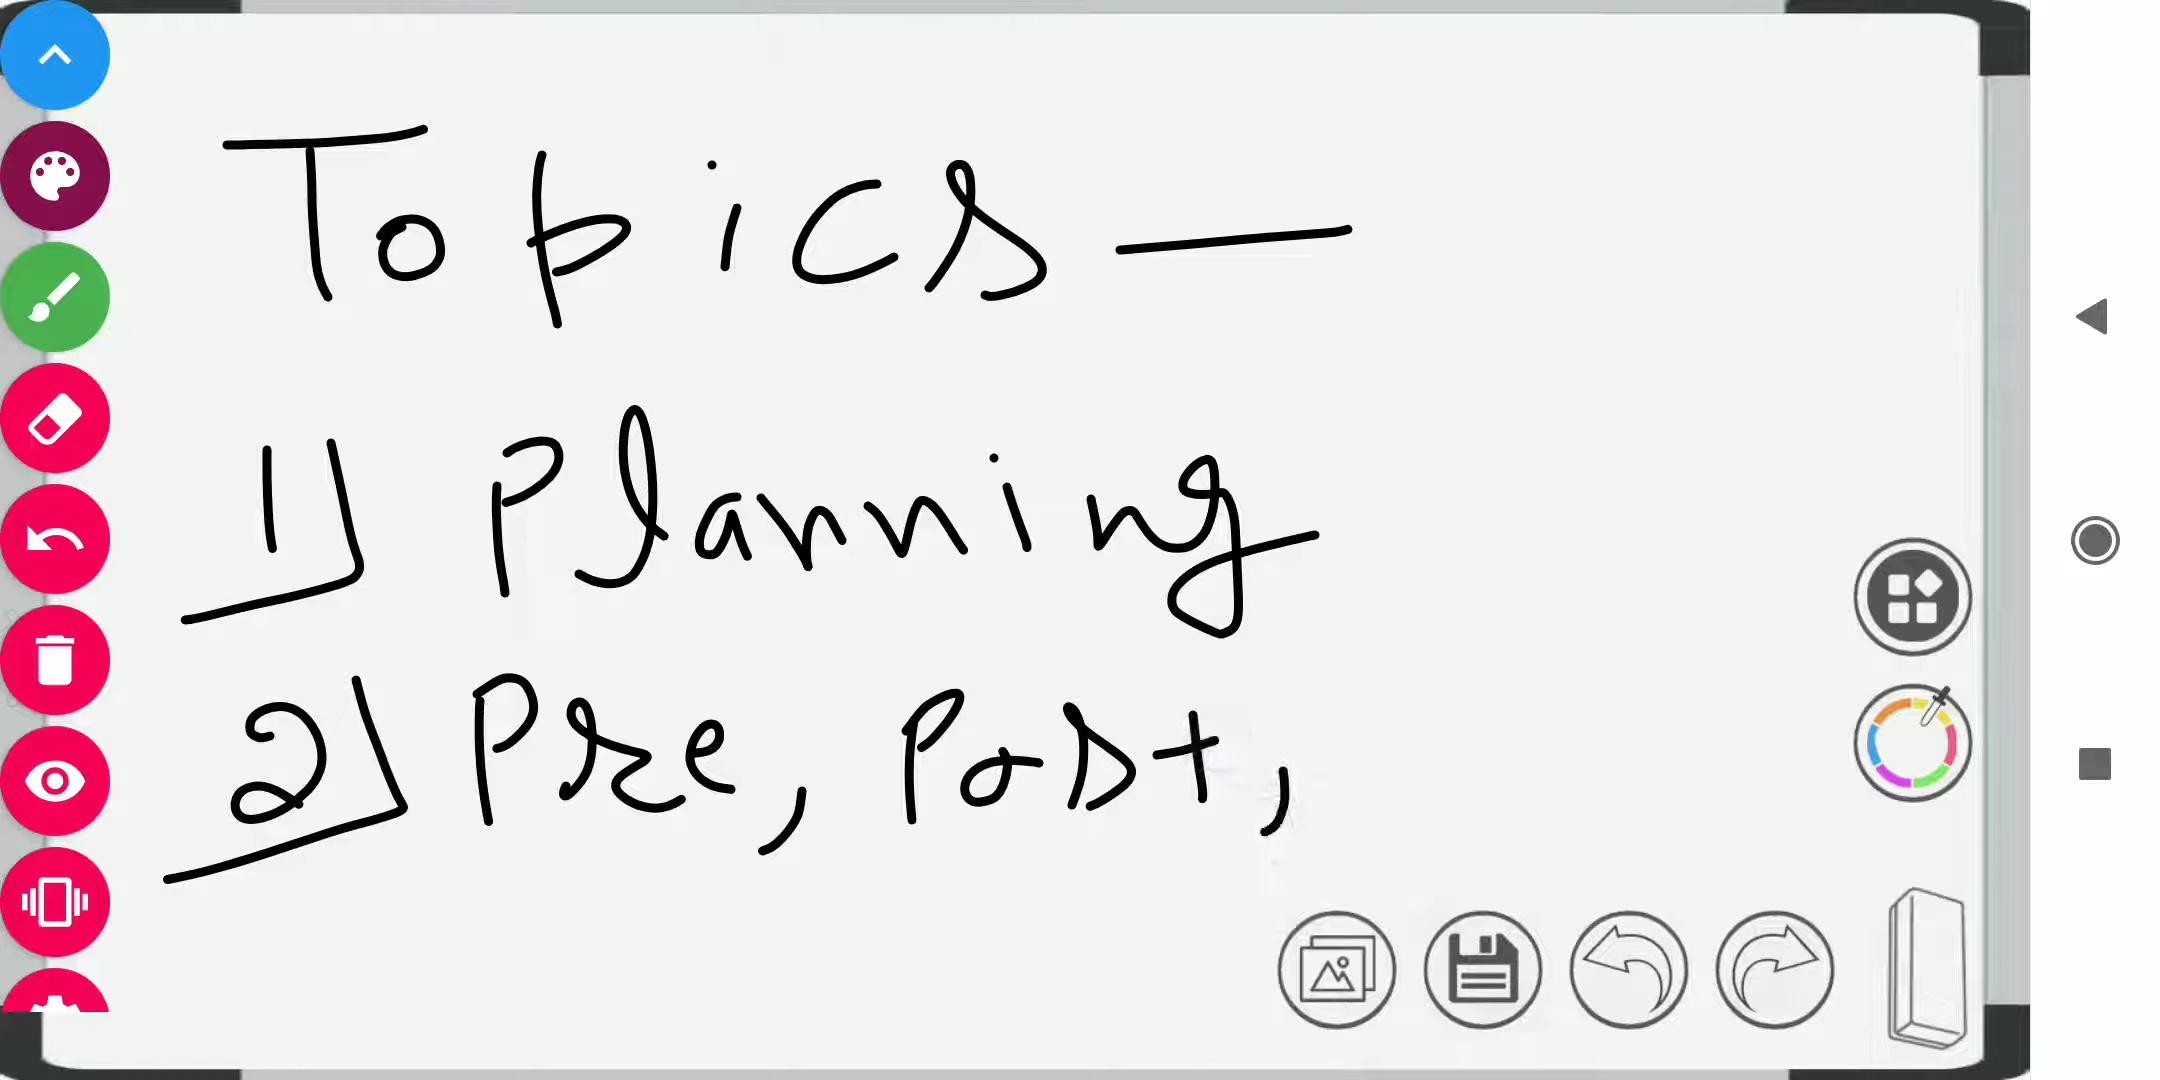 Topics —
1) Planning
2) Pre, Post,